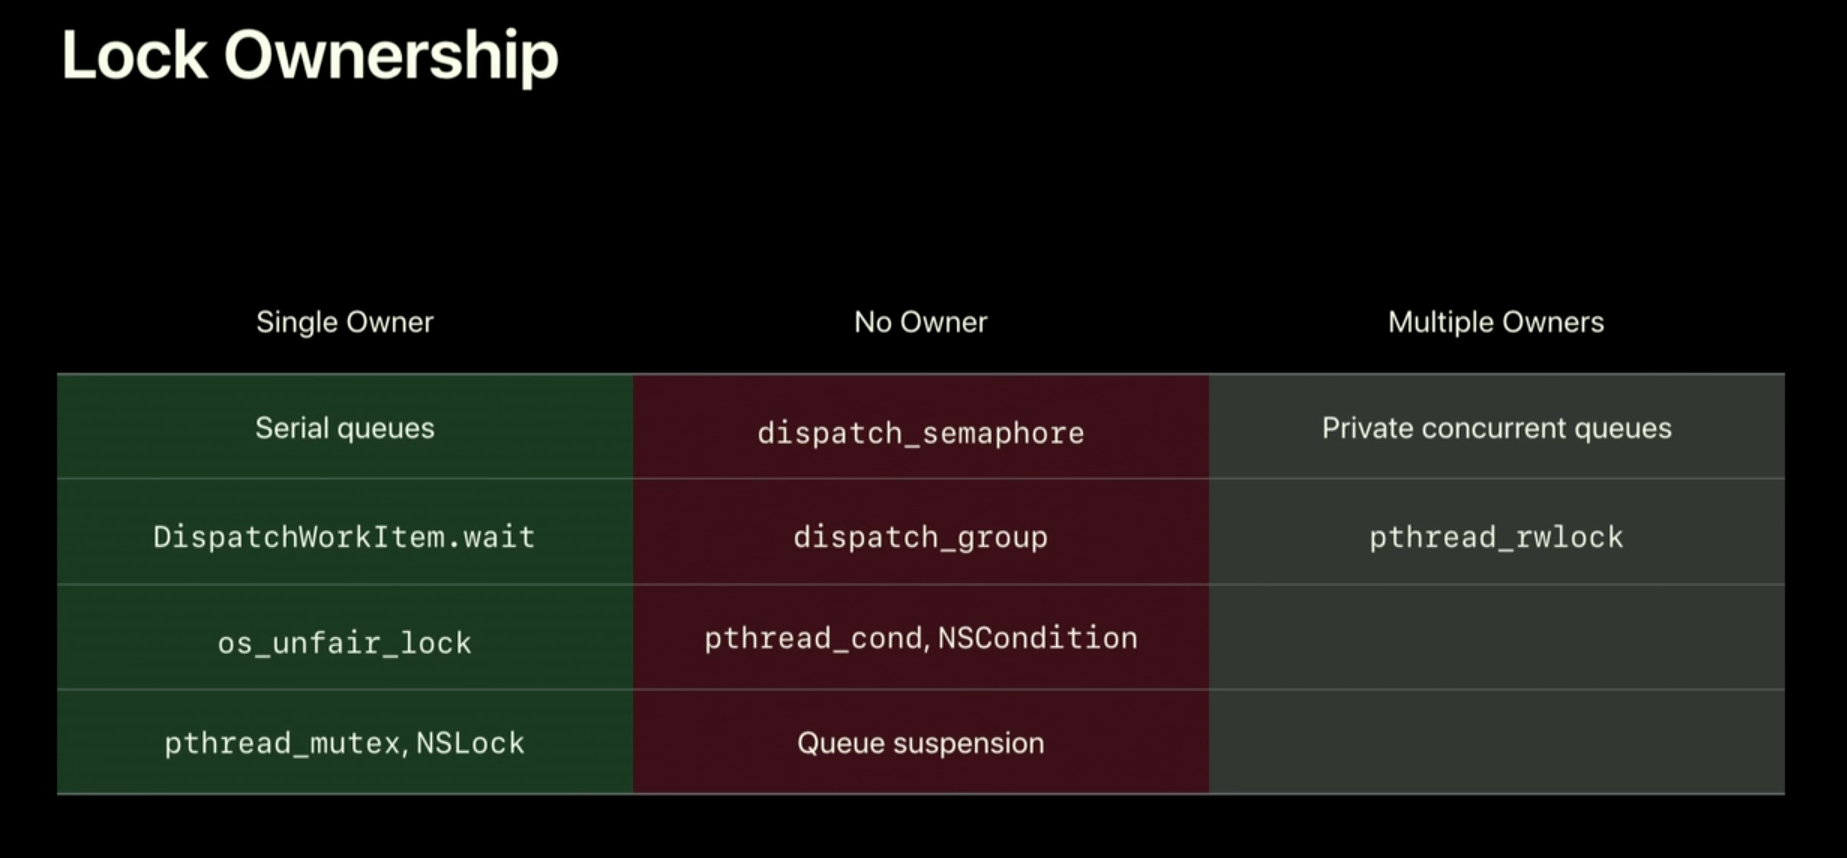 Lock Ownership
Single Owner No Owner Multiple Owners
Serial queues dispatch_semaphore Private concurrent queues
DispatchWorkItem.wait dispatch_group pthread_rwlock
os_unfair_lock pthread_cond, NSCondition
pthread_mutex, NSLock Queue suspension